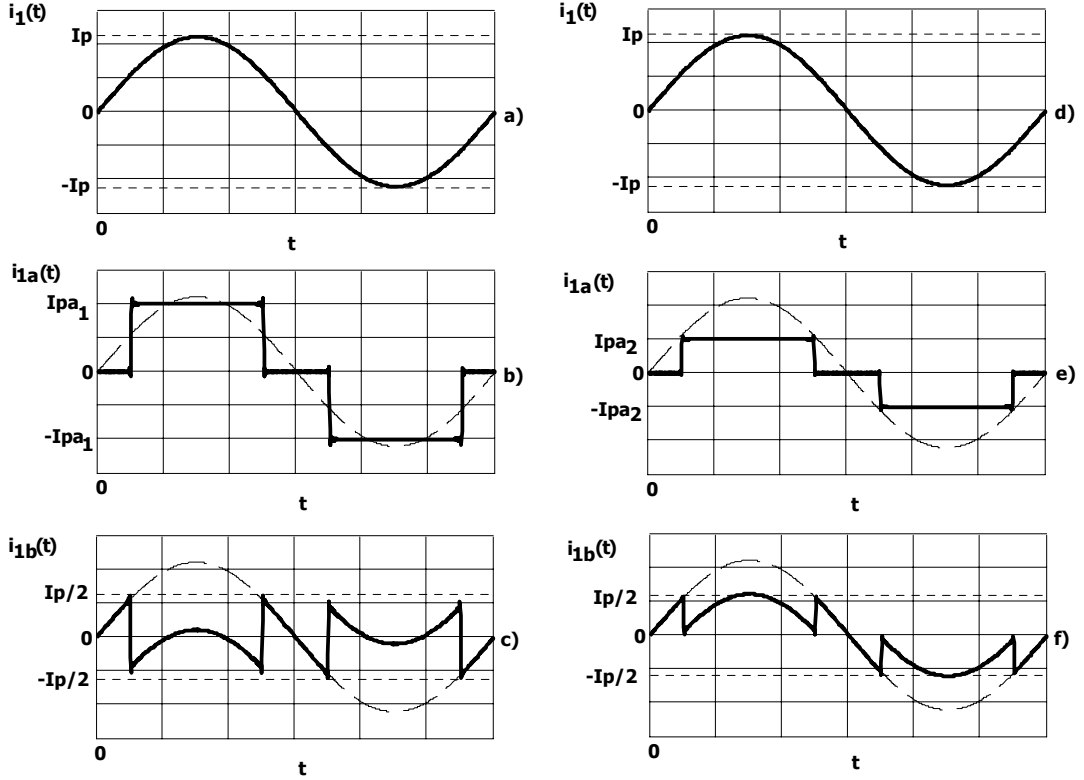 i1(t)
Ip
0
-Ip
a)
0
t
i1(t)
Ip
0
-Ip
d)
0
t
i1a(t)
Ipa1
0
-Ipa1
b)
0
t
i1a(t)
Ipa2
0
-Ipa2
e)
0
t
i1b(t)
Ip/2
0
-Ip/2
c)
0
t
i1b(t)
Ip/2
0
-Ip/2
f)
0
t